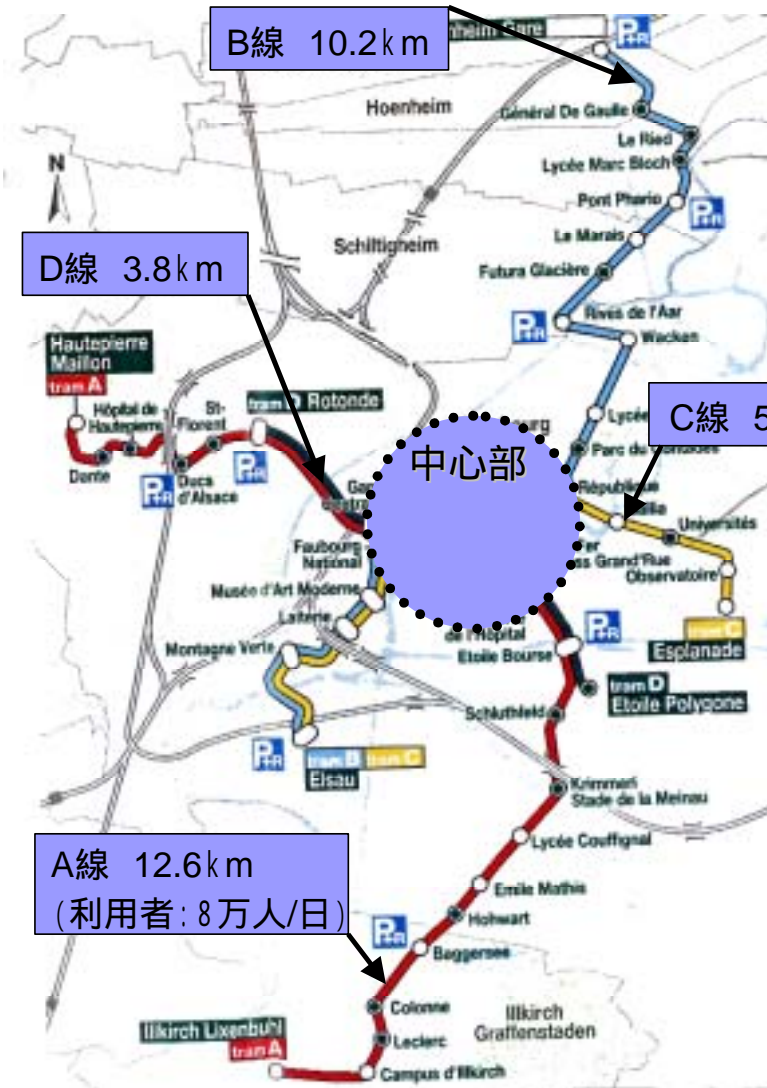 B線 10.2km
P+R
Hoenheim
Général De Gaulle
Le Ried
Lycée Marc Bloch
N
Pont Phario
P+R
Schiltigheim
Le Marais
D線 3.8km
Futura Glacière
Rives de l'Aar
P+R
Wacken
Hautepierre
Maillon
tram A
tram D Rotonde
Hôpital de
Hautepierre
St-
Florent
Lycée
C線 5
中心部
Parc du Contades
Dante
P+R
P+R
Ducs
d'Alsace
République
Universités
Faubourg
National
ss Grand'Rue
Observatoire
Musée d'Art Moderne
Laiterie
tram C
Esplanade
de l'Hôpital
P+R
Montagne Verte
Etoile Bourse
tram D
Etoile Polygone
Schluthfeld
P+R
tram B tram C
Elsau
Krimmeri
Stade de la Meinau
Lycée Couffignal
A線 12.6km
(利用者:8万人/日)
Emile Mathis
Hohwart
P+R
Baggersee
Colonne
Illkirch
Graffenstaden
Illkirch Lixenbuhl
tram A
Leclerc
Campus d'Illkirch